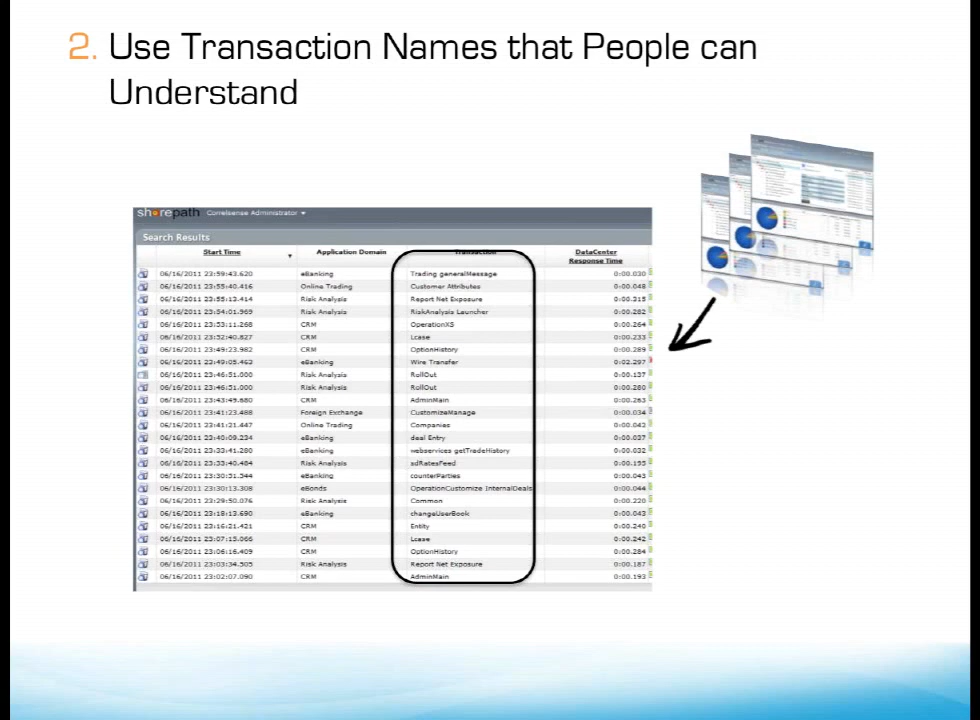 2. Use Transaction Names that People can
Understand
sharepath Correlsense Administrator
Search Results
Start Time Application Domain Transaction DataCenter
Response Time
06/16/2011 23:59:43.620 eBanking Trading generalMessage 0:00.030
06/16/2011 23:55:40.416 Online Trading Customer Attributes 0:00.048
06/16/2011 23:55:13.414 Risk Analysis Report Net Exposure 0:00.315
06/16/2011 23:54:01.969 Risk Analysis RiskAnalysis Launcher 0:00.282
06/16/2011 23:53:11.268 CRM OperationXS 0:00.264
06/16/2011 23:52:40.827 CRM Lcase 0:00.233
06/16/2011 23:49:23.982 CRM OptionHistory 0:00.289
06/16/2011 23:49:05.463 eBanking Wire Transfer 0:02.297
06/16/2011 23:46:51.000 Risk Analysis RollOut 0:00.137
06/16/2011 23:46:51.000 Risk Analysis RollOut 0:00.280
06/16/2011 23:43:49.680 CRM AdminMain 0:00.263
06/16/2011 23:41:23.488 Foreign Exchange CustomizeManage 0:00.034
06/16/2011 23:41:21.447 Online Trading Companies 0:00.042
06/16/2011 23:40:09.234 eBanking deal Entry 0:00.037
06/16/2011 23:33:41.280 eBanking webservices getTradeHistory 0:00.032
06/16/2011 23:33:40.484 Risk Analysis sdRatesFeed 0:00.195
06/16/2011 23:30:51.544 eBanking counterParties 0:00.043
06/16/2011 23:30:13.308 eBonds OperationCustomize InternalDeals 0:00.044
06/16/2011 23:29:50.076 Risk Analysis Common 0:00.220
06/16/2011 23:18:13.690 eBanking changeUserBook 0:00.043
06/16/2011 23:16:21.421 CRM Entity 0:00.240
06/16/2011 23:07:15.066 CRM Lcase 0:00.242
06/16/2011 23:06:16.409 CRM OptionHistory 0:00.284
06/16/2011 23:03:34.505 Risk Analysis Report Net Exposure 0:00.187
06/16/2011 23:02:07.090 CRM AdminMain 0:00.193